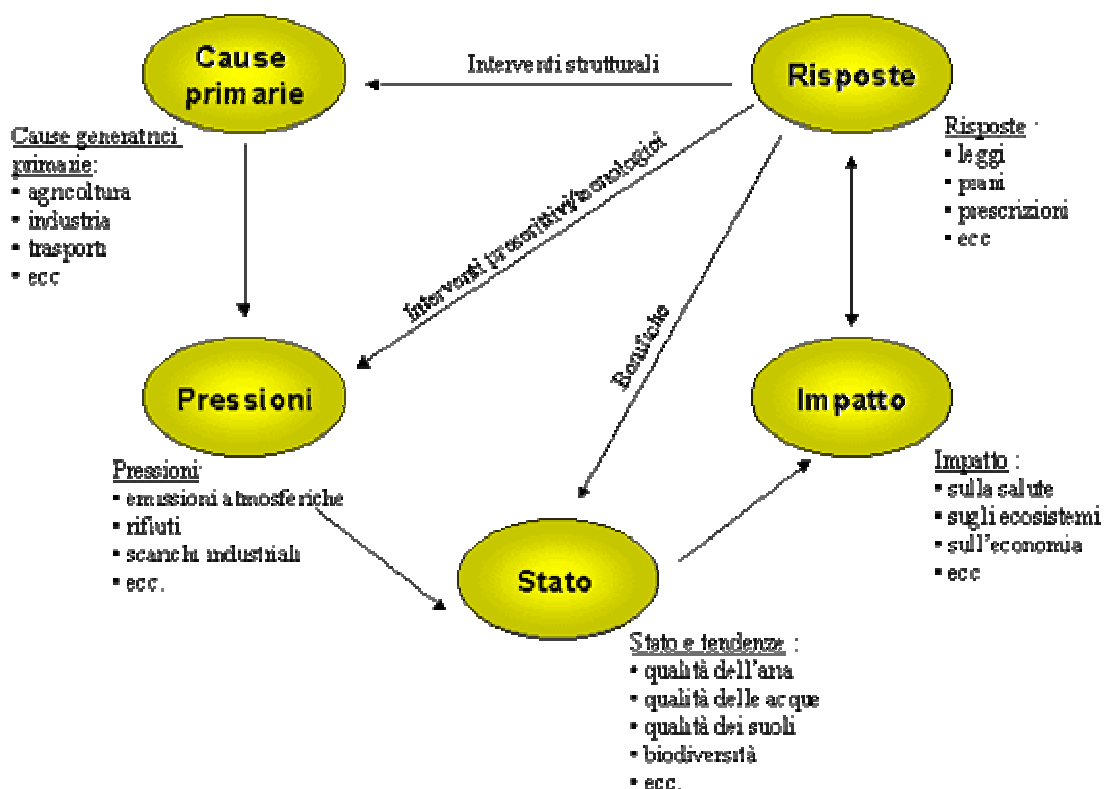 Cause
primarie
Interventi strutturali
Risposte
Cause generatrici
primarie:
▪ agricoltura
▪ industria
▪ trasporti
▪ ecc
Risposte :
▪ leggi
▪ piani
▪ prescrizioni
▪ ecc
Interventi prescrittivi/tecnologici
Bonifiche
Pressioni
Impatto
Pressioni:
▪ emissioni atmosferiche
▪ rifiuti
▪ scarichi industriali
▪ ecc.
Impatto :
▪ sulla salute
▪ sugli ecosistemi
▪ sull'economia
▪ ecc
Stato
Stato e tendenze :
▪ qualità dell'aria
▪ qualità delle acque
▪ qualità dei suoli
▪ biodiversità
▪ ecc.